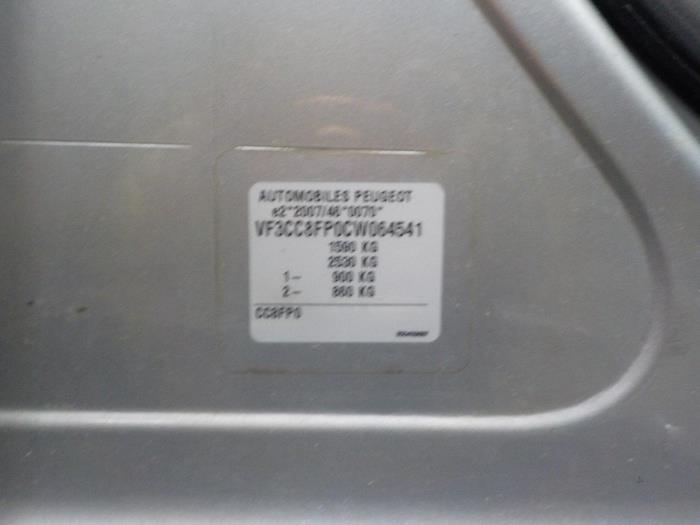 AUTOMOBILES PEUGEOT
e2*2007/46*0070*
VF3CC8FP0CW064541
1590 KG
2530 KG
1- 900 KG
2- 860 KG
CC8FP0